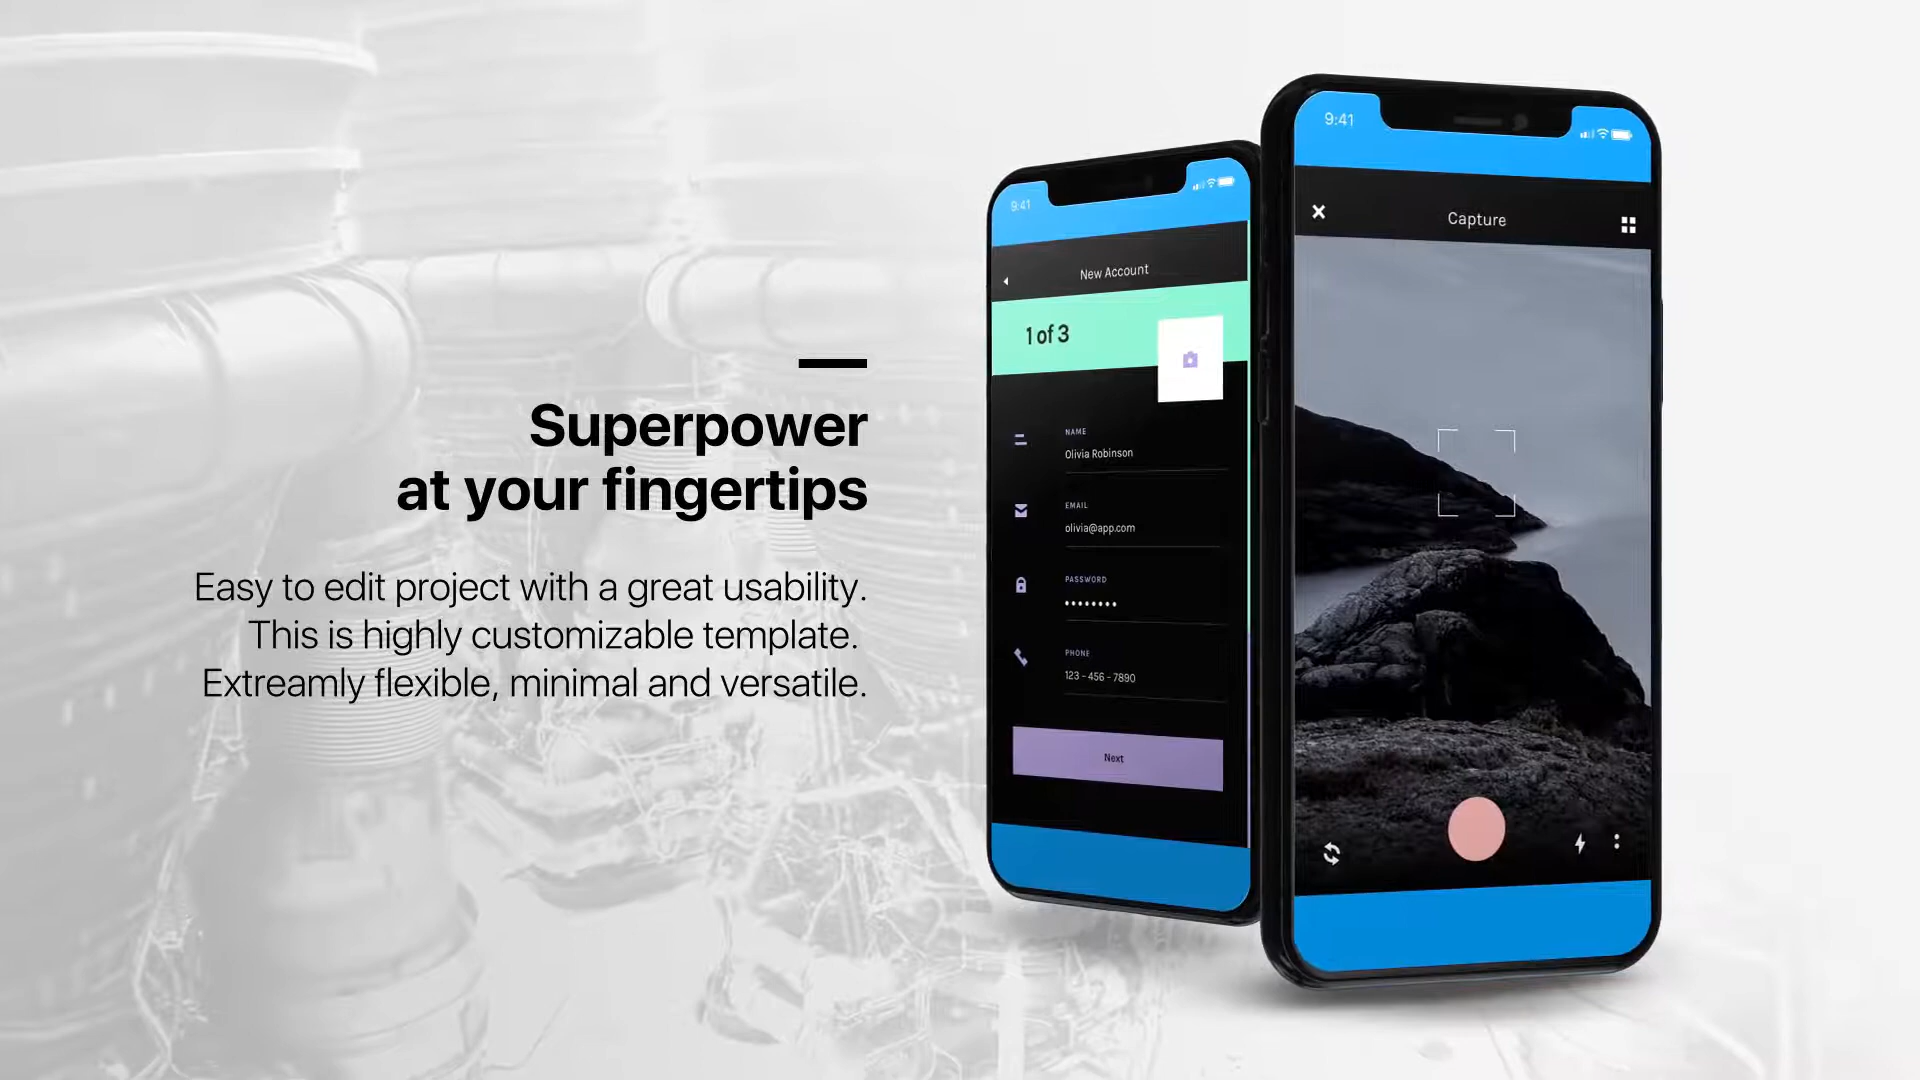 Superpower
at your fingertips
Easy to edit project with a great usability.
This is highly customizable template.
Extreamly flexible, minimal and versatile.
9:41
New Account
1 of 3
NAME
Olivia Robinson
EMAIL
olivia@app.com
PASSWORD
PHONE
123 - 456 - 7890
Next
9:41
Capture